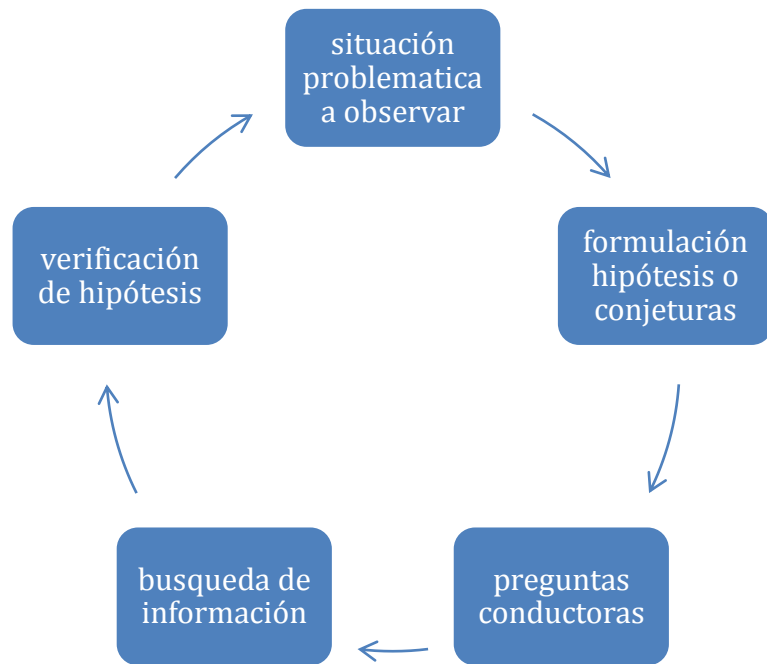 situación
problematica
a observar
formulación
hipótesis o
conjeturas
preguntas
conductoras
busqueda de
información
verificación
de hipótesis